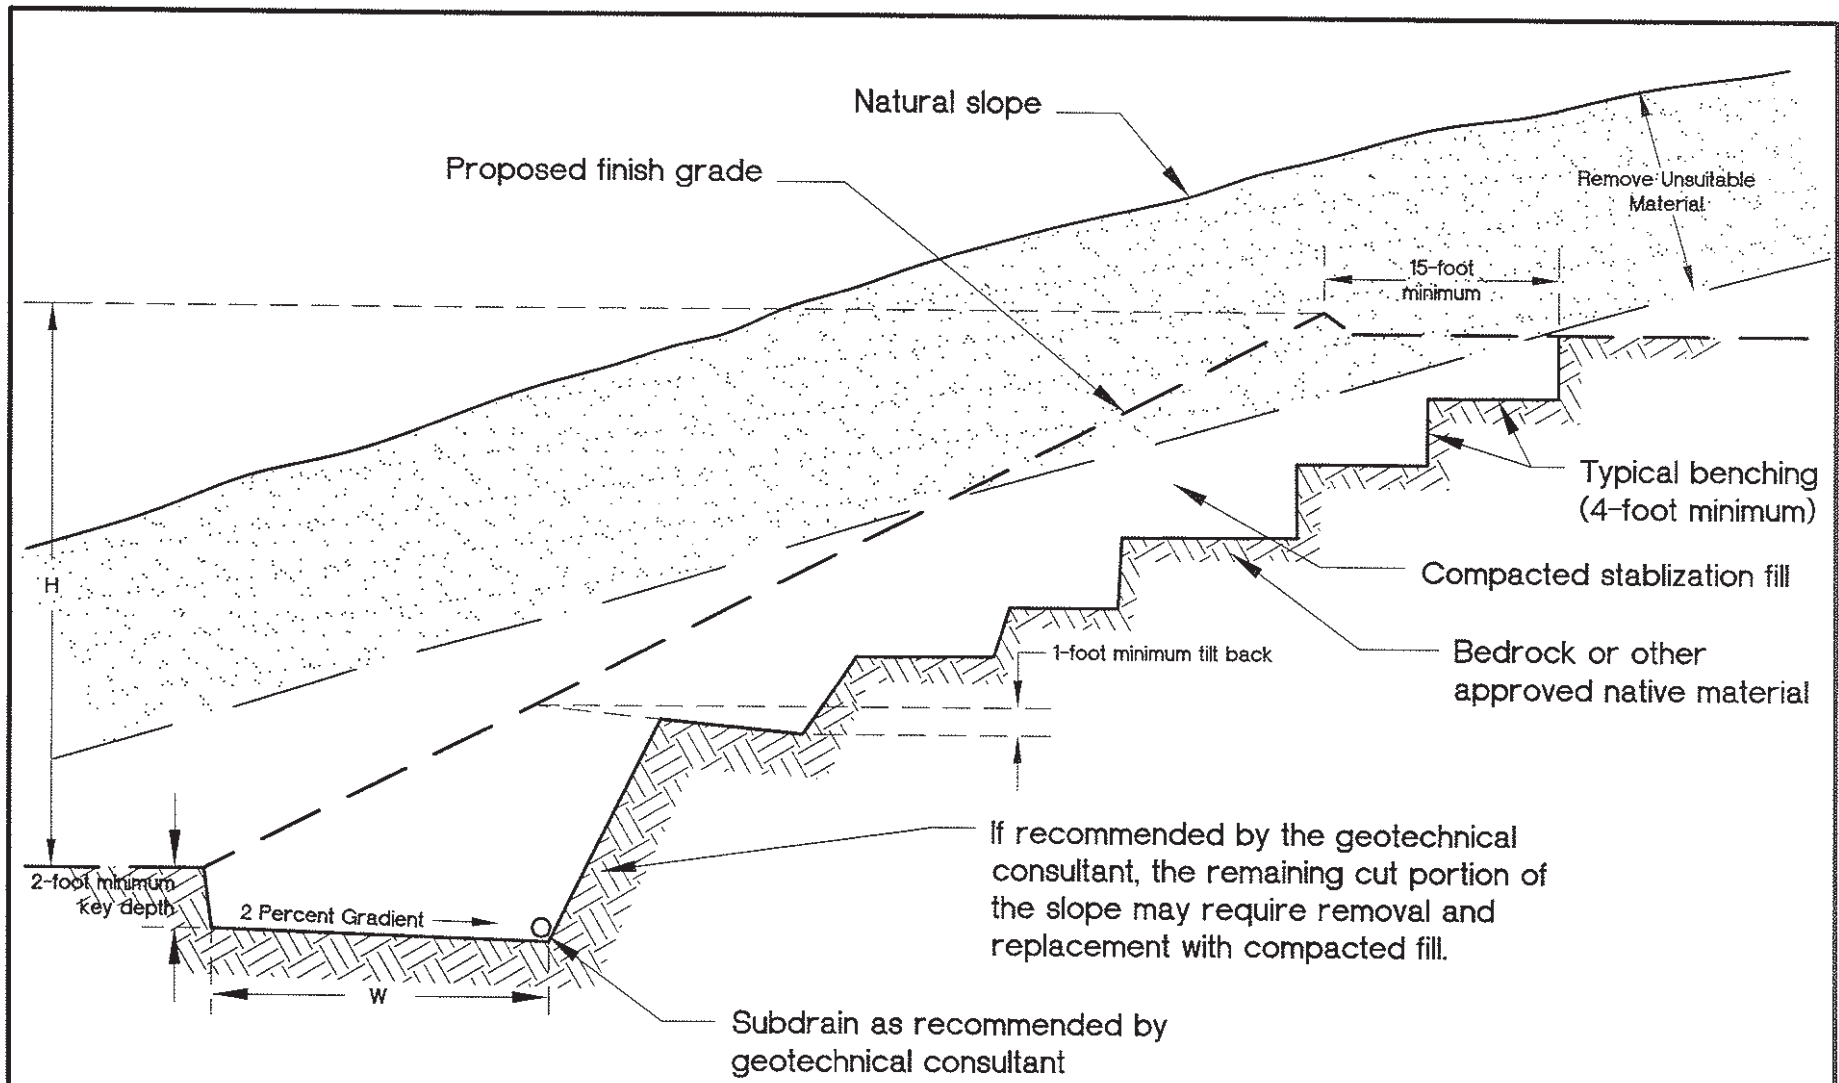 Natural slope
Proposed finish grade
Remove Unsuitable
Material
15-foot
minimum
H
Typical benching
(4-foot minimum)
Compacted stablization fill
1-foot minimum tilt back
Bedrock or other
approved native material
2-foot minimum
key depth
2 Percent Gradient
If recommended by the geotechnical
consultant, the remaining cut portion of
the slope may require removal and
replacement with compacted fill.
W
Subdrain as recommended by
geotechnical consultant